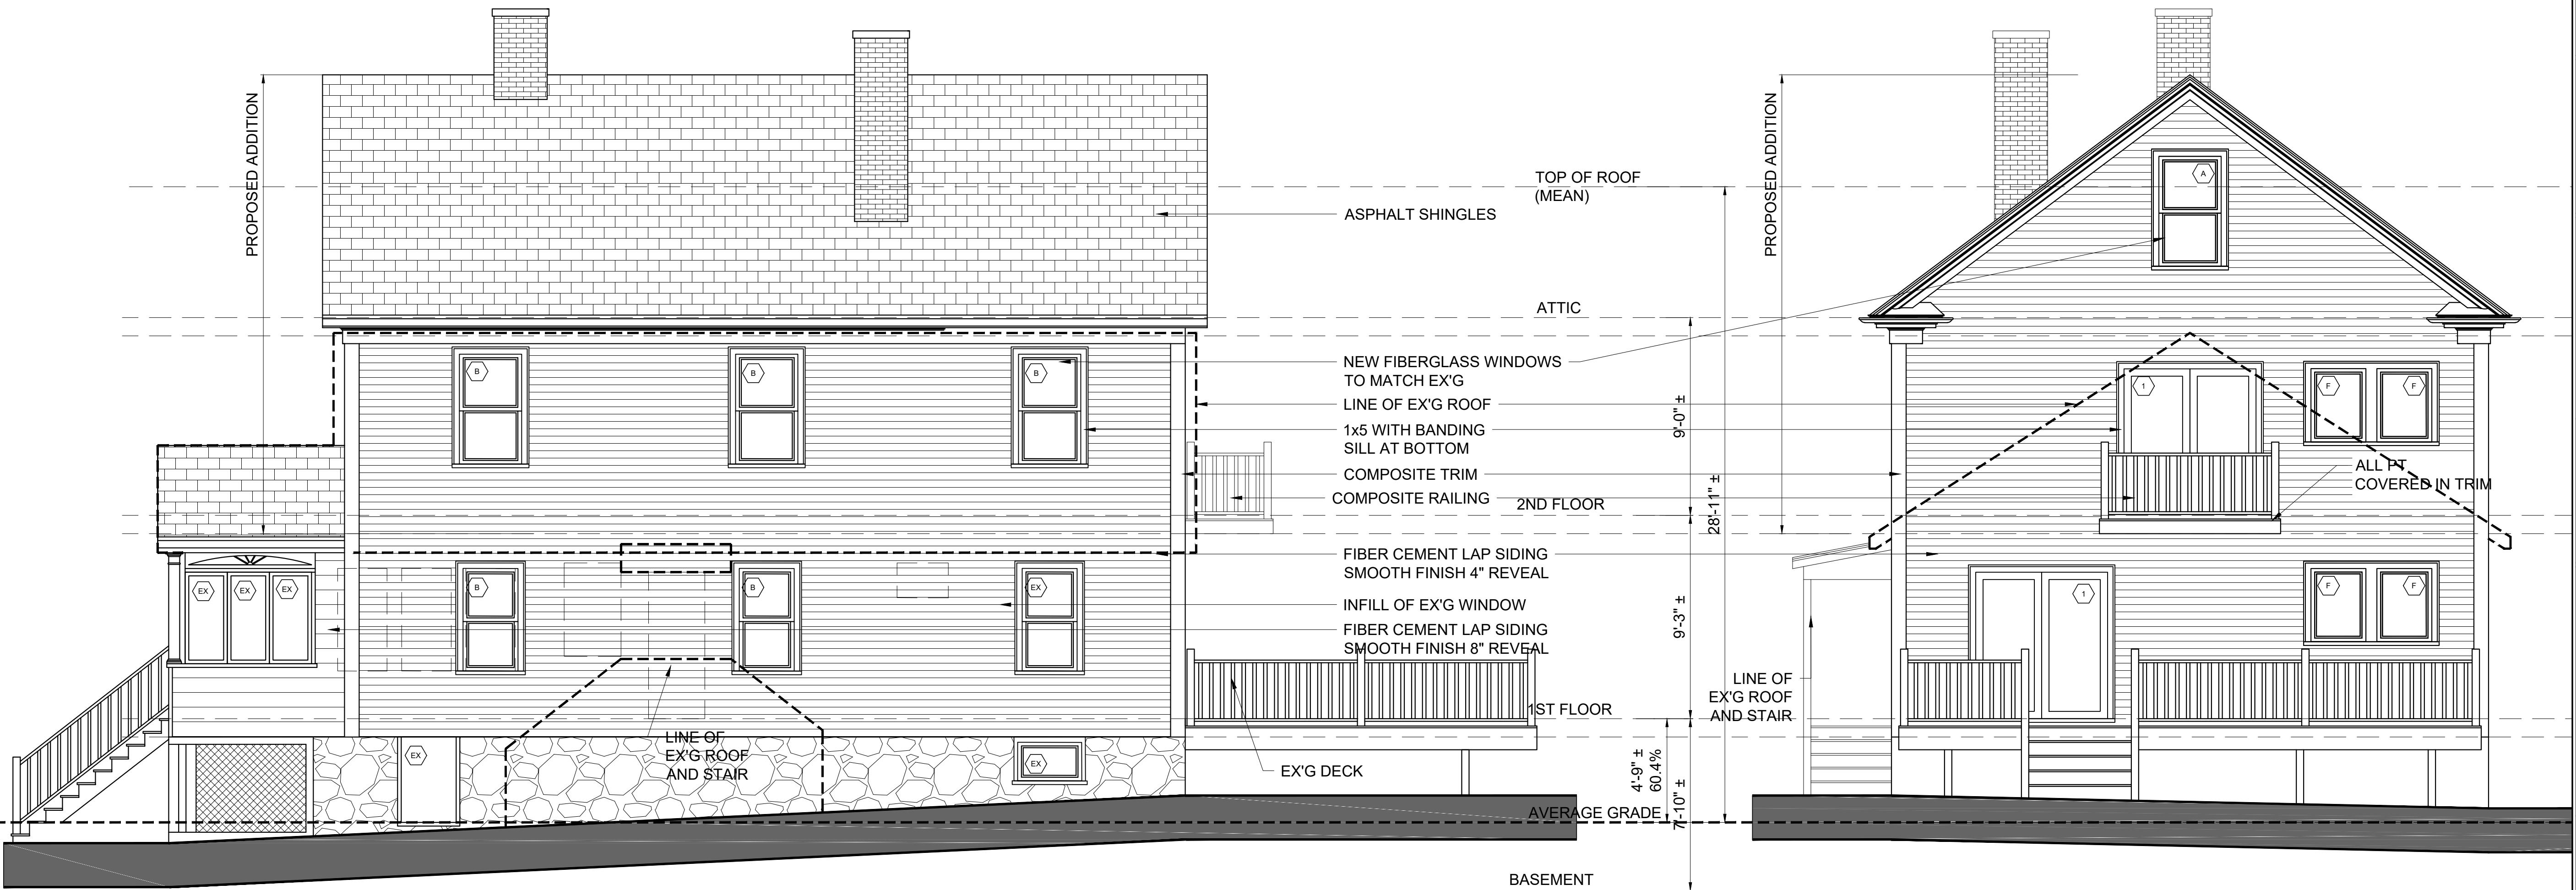 PROPOSED ADDITION
TOP OF ROOF
(MEAN)
ASPHALT SHINGLES
ATTIC
NEW FIBERGLASS WINDOWS
TO MATCH EX'G
LINE OF EX'G ROOF
1x5 WITH BANDING
SILL AT BOTTOM
COMPOSITE TRIM
COMPOSITE RAILING
2ND FLOOR
FIBER CEMENT LAP SIDING
SMOOTH FINISH 4" REVEAL
INFILL OF EX'G WINDOW
FIBER CEMENT LAP SIDING
SMOOTH FINISH 8" REVEAL
1ST FLOOR
LINE OF
EX'G ROOF
AND STAIR
EX'G DECK
AVERAGE GRADE
BASEMENT
9'-0" ±
28'-11" ±
9'-3" ±
4'-9" ±
60.4%
7'-10" ±
B
B
B
EX
EX
EX
B
B
EX
EX
EX
PROPOSED ADDITION
A
1
F
F
ALL PT
COVERED IN TRIM
1
F
F
LINE OF
EX'G ROOF
AND STAIR